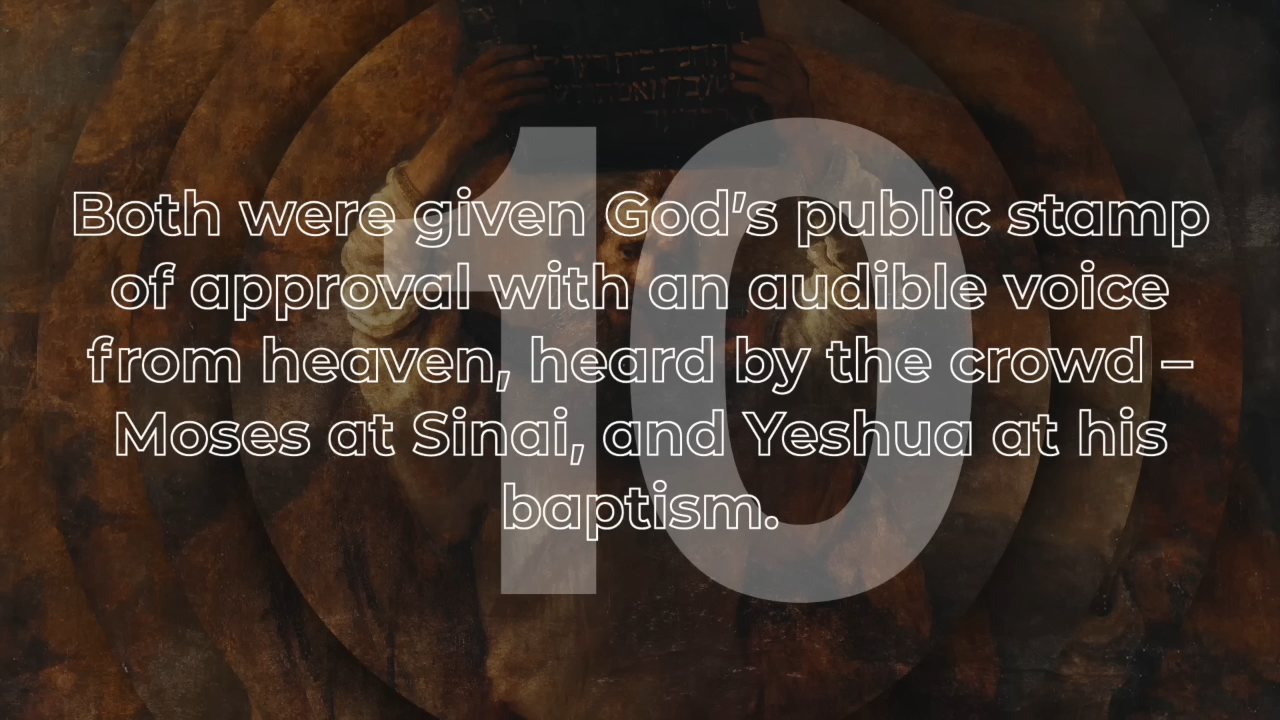 10
Both were given God's public stamp
of approval with an audible voice
from heaven, heard by the crowd –
Moses at Sinai, and Yeshua at his
baptism.